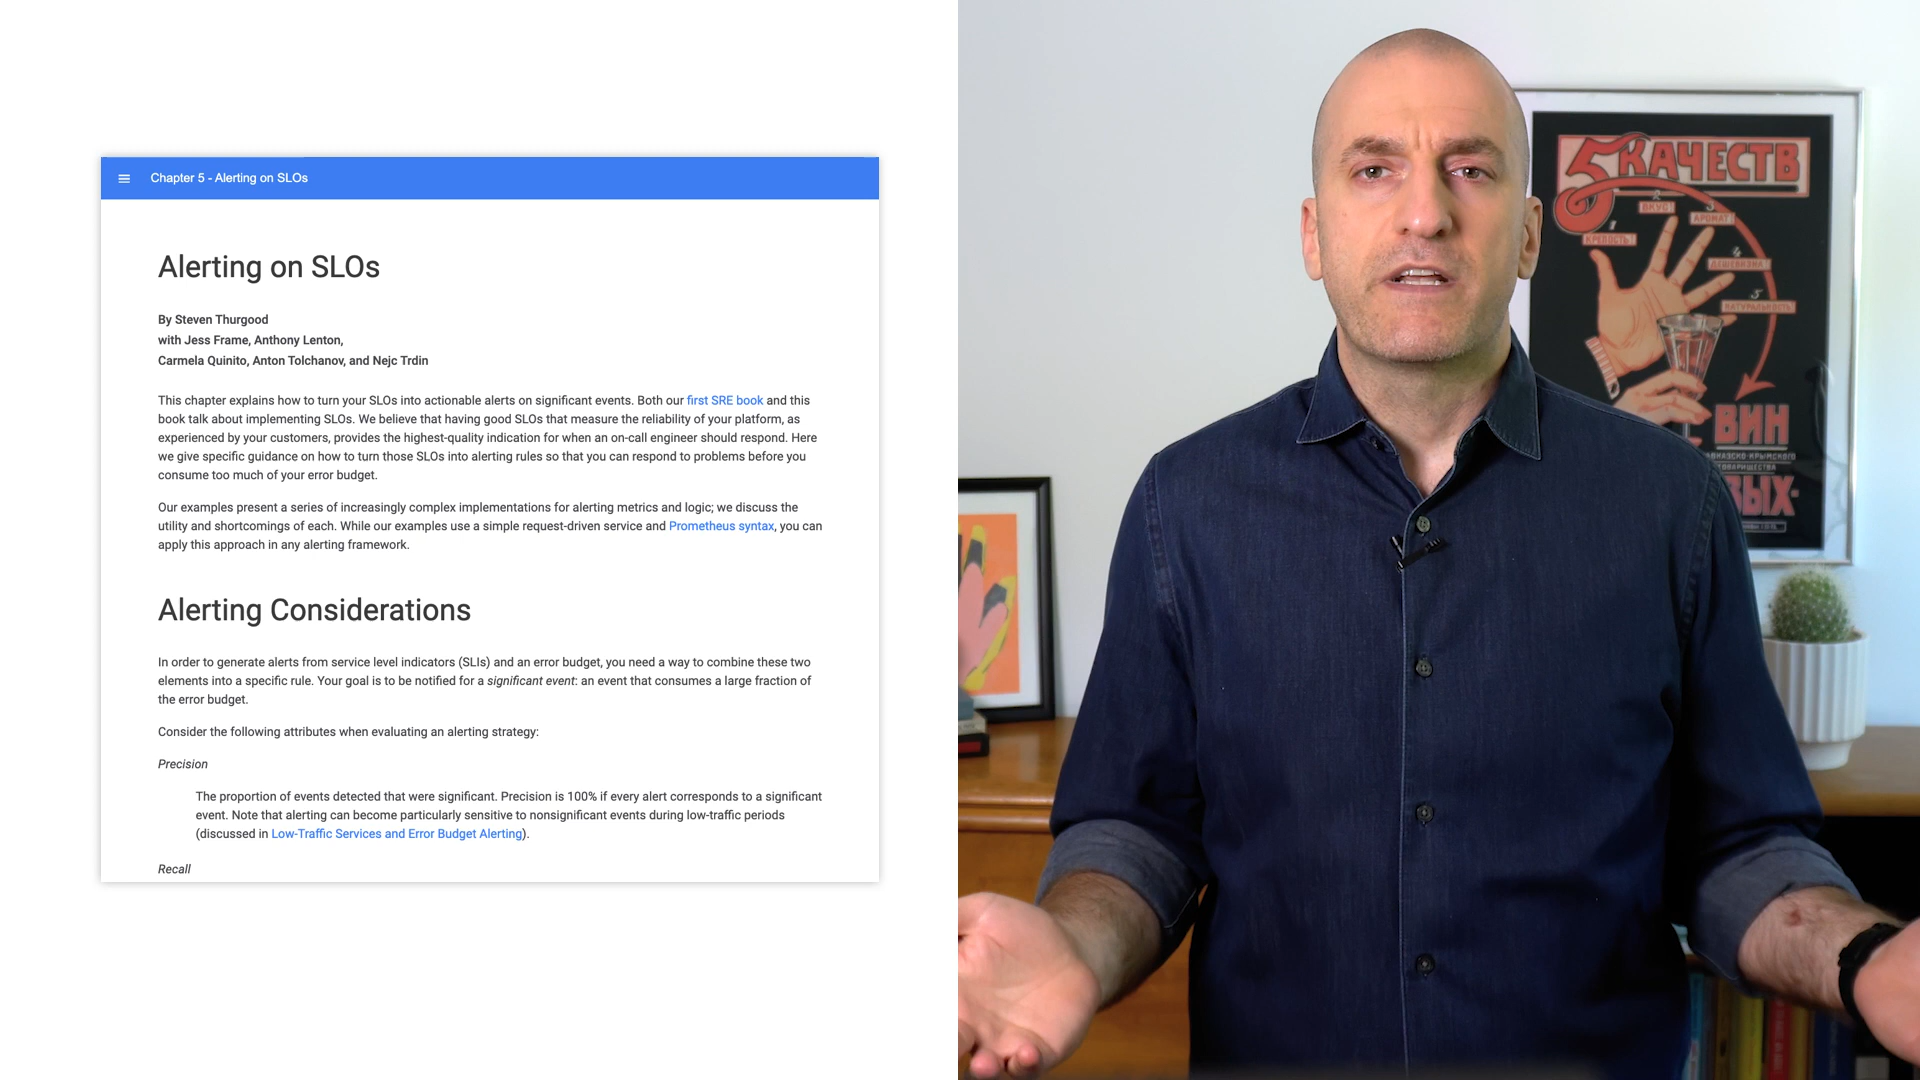 Chapter 5 - Alerting on SLOs
Alerting on SLOs
By Steven Thurgood
with Jess Frame, Anthony Lenton,
Carmela Quinito, Anton Tolchanov, and Nejc Trdin
This chapter explains how to turn your SLOs into actionable alerts on significant events. Both our first SRE book and this
book talk about implementing SLOs. We believe that having good SLOs that measure the reliability of your platform, as
experienced by your customers, provides the highest-quality indication for when an on-call engineer should respond. Here
we give specific guidance on how to turn those SLOs into alerting rules so that you can respond to problems before you
consume too much of your error budget.
Our examples present a series of increasingly complex implementations for alerting metrics and logic; we discuss the
utility and shortcomings of each. While our examples use a simple request-driven service and Prometheus syntax, you can
apply this approach in any alerting framework.
Alerting Considerations
In order to generate alerts from service level indicators (SLIs) and an error budget, you need a way to combine these two
elements into a specific rule. Your goal is to be notified for a significant event: an event that consumes a large fraction of
the error budget.
Consider the following attributes when evaluating an alerting strategy:
Precision
The proportion of events detected that were significant. Precision is 100% if every alert corresponds to a significant
event. Note that alerting can become particularly sensitive to nonsignificant events during low-traffic periods
(discussed in Low-Traffic Services and Error Budget Alerting).
Recall
5 КАЧЕСТВ
2
ВКУС!
3
АРОМАТ!
1
КРЕПОСТЬ!
4
ДЕШЕВИЗНА!
5
НАТУРАЛЬНОСТЬ!
ВИН